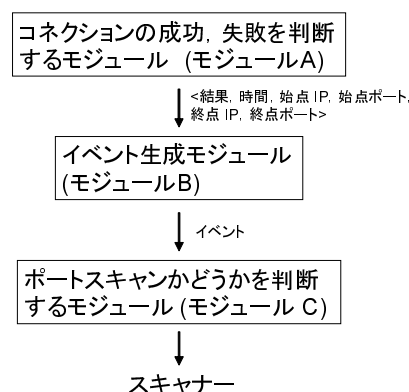 コネクションの成功, 失敗を判断
するモジュール (モジュールA)
<結果, 時間, 始点 IP, 始点ポート,
終点 IP, 終点ポート>
イベント生成モジュール
(モジュールB)
イベント
ポートスキャンかどうかを判断
するモジュール (モジュール C)
スキャナー